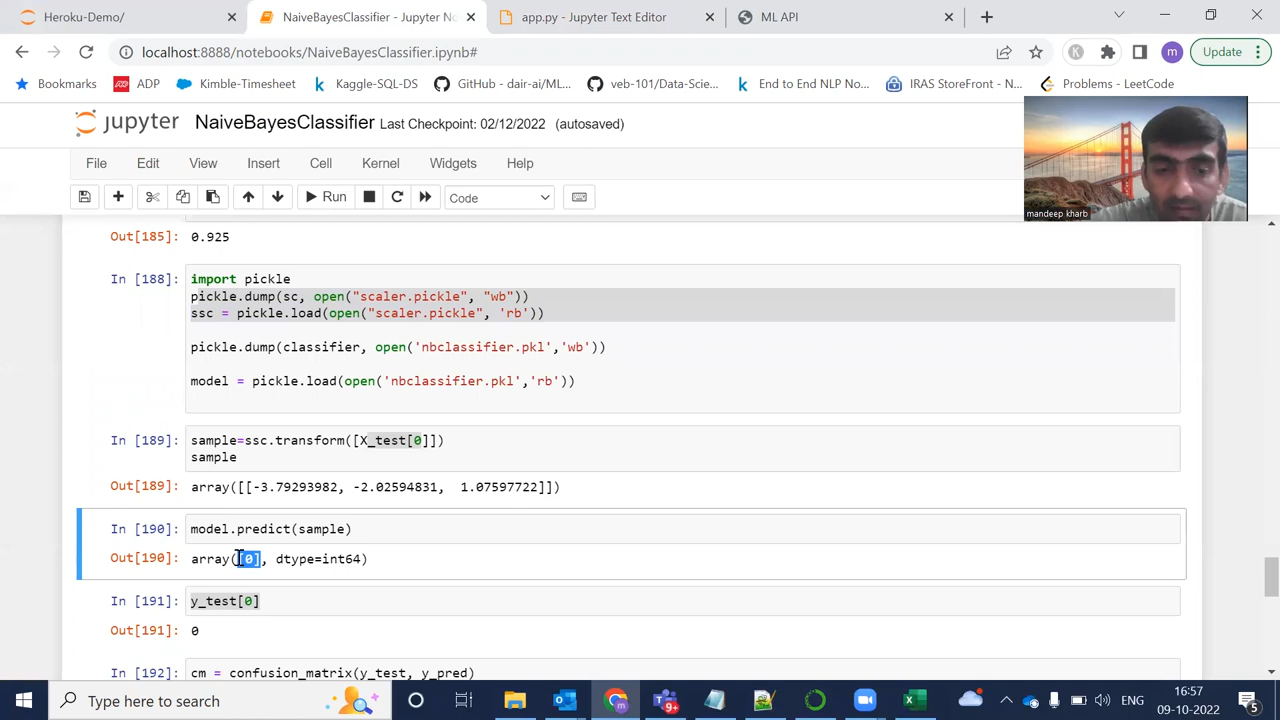 Heroku-Demo/
NaiveBayesClassifier - Jupyter No
app.py - Jupyter Text Editor
ML API
localhost:8888/notebooks/NaiveBayesClassifier.ipynb#
K
m
Update
Bookmarks
ADP
Kimble-Timesheet
Kaggle-SQL-DS
GitHub - dair-ai/ML...
veb-101/Data-Scie...
End to End NLP No...
IRAS StoreFront - N...
Problems - LeetCode
jupyter
NaiveBayesClassifier Last Checkpoint: 02/12/2022 (autosaved)
mandeep kharb
File Edit View Insert Cell Kernel Widgets Help
Run
Code
Out[185]: 0.925
In [188]: import pickle
pickle.dump(sc, open("scaler.pickle", "wb"))
ssc = pickle.load(open("scaler.pickle", 'rb'))
pickle.dump(classifier, open('nbclassifier.pkl','wb'))
model = pickle.load(open('nbclassifier.pkl','rb'))
In [189]: sample=ssc.transform([X_test[0]])
sample
Out[189]: array([[-3.79293982, -2.02594831,  1.07597722]])
In [190]: model.predict(sample)
Out[190]: array([0], dtype=int64)
In [191]: y_test[0]
Out[191]: 0
In [192]: cm = confusion_matrix(y_test, y_pred)
Type here to search
9+
ENG
16:57
09-10-2022
5